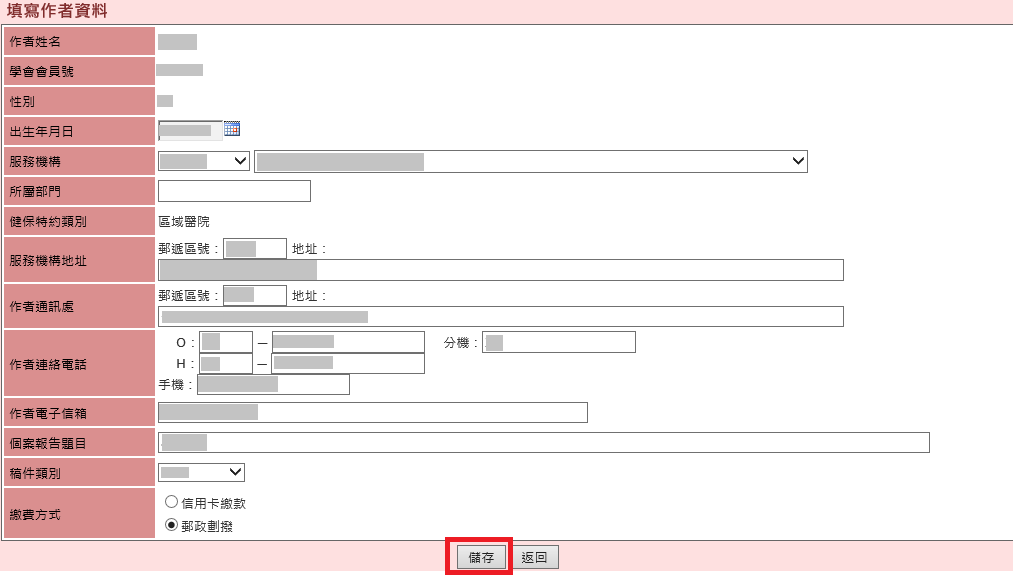 填寫作者資料
作者姓名
學會會員號
性別
出生年月日
服務機構
所屬部門
健保特約類別 區域醫院
服務機構地址 郵遞區號： 地址：
作者通訊處 郵遞區號： 地址：
作者連絡電話 O： － 分機：
H： －
手機：
作者電子信箱
個案報告題目
稿件類別
繳費方式 信用卡繳款
郵政劃撥
儲存 返回